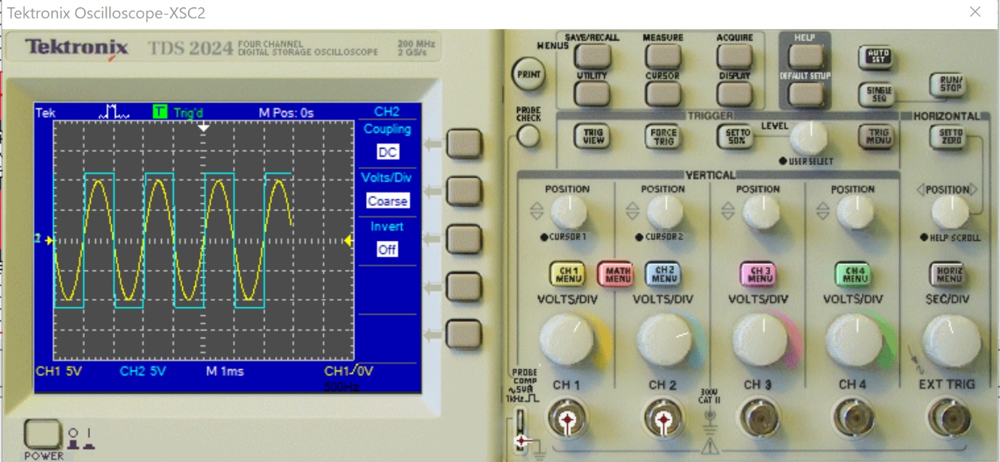 Tektronix Oscilloscope-XSC2
Tektronix
TDS 2024
FOUR CHANNEL
DIGITAL STORAGE OSCILLOSCOPE
200 MHz
2 GS/s
Tek
T
Trig'd
M Pos: 0s
CH2
Coupling
DC
Volts/Div
Coarse
Invert
Off
2
CH1 5V
CH2 5V
M 1ms
CH1/0V
500Hz
POWER
O I
PRINT
MENUS
SAVE/RECALL
MEASURE
ACQUIRE
HELP
AUTO
SET
UTILITY
CURSOR
DISPLAY
DEFAULT SETUP
SINGLE
SEQ
RUN/
STOP
PROBE
CHECK
TRIGGER
TRIG
VIEW
FORCE
TRIG
SET TO
50%
LEVEL
USER SELECT
TRIG
MENU
HORIZONTAL
SET TO
ZERO
VERTICAL
POSITION
POSITION
POSITION
POSITION
POSITION
CURSOR 1
CURSOR 2
HELP SCROLL
CH 1
MENU
MATH
MENU
CH 2
MENU
CH 3
MENU
CH 4
MENU
HORIZ
MENU
VOLTS/DIV
VOLTS/DIV
VOLTS/DIV
VOLTS/DIV
SEC/DIV
PROBE
COMP
~5V@
1kHz
CH 1
CH 2
300V
CAT II
CH 3
CH 4
EXT TRIG